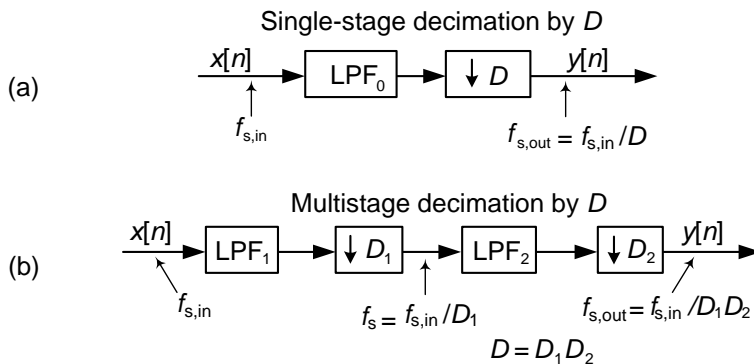 Single-stage decimation by D
(a)
x[n] LPF₀ ↓ D y[n]
fs,in fs,out = fs,in /D
Multistage decimation by D
(b)
x[n] LPF₁ ↓ D₁ LPF₂ ↓ D₂ y[n]
fs,in fs = fs,in /D₁ fs,out = fs,in /D₁D₂
D = D₁D₂